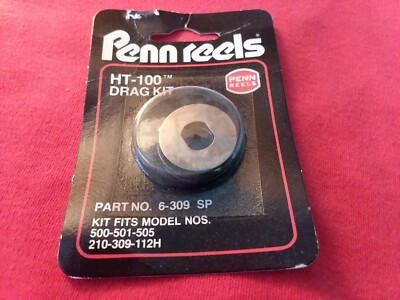 Penn reels
HT-100™
DRAG KIT
PENN
REELS
PART NO. 6-309 SP
KIT FITS MODEL NOS.
500-501-505
210-309-112H